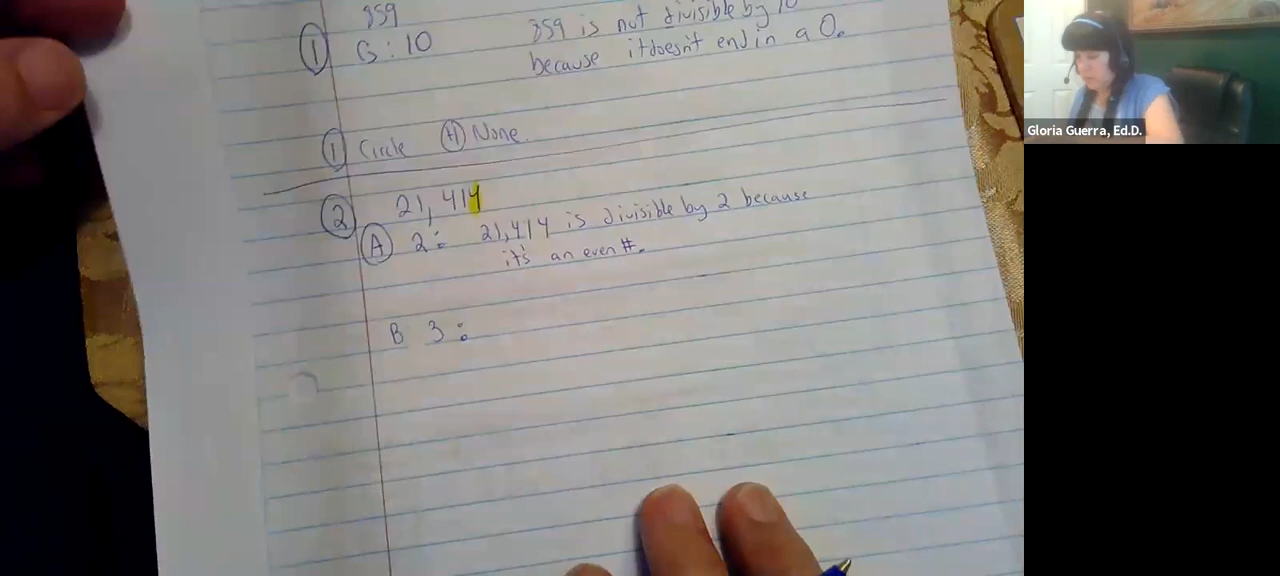 359
① G: 10
359 is not divisible by 10
because it doesn't end in a 0.
① Circle Ⓗ None.
② 21,414
Ⓐ 2: 21,414 is divisible by 2 because
it's an even #.
B 3:
Gloria Guerra, Ed.D.